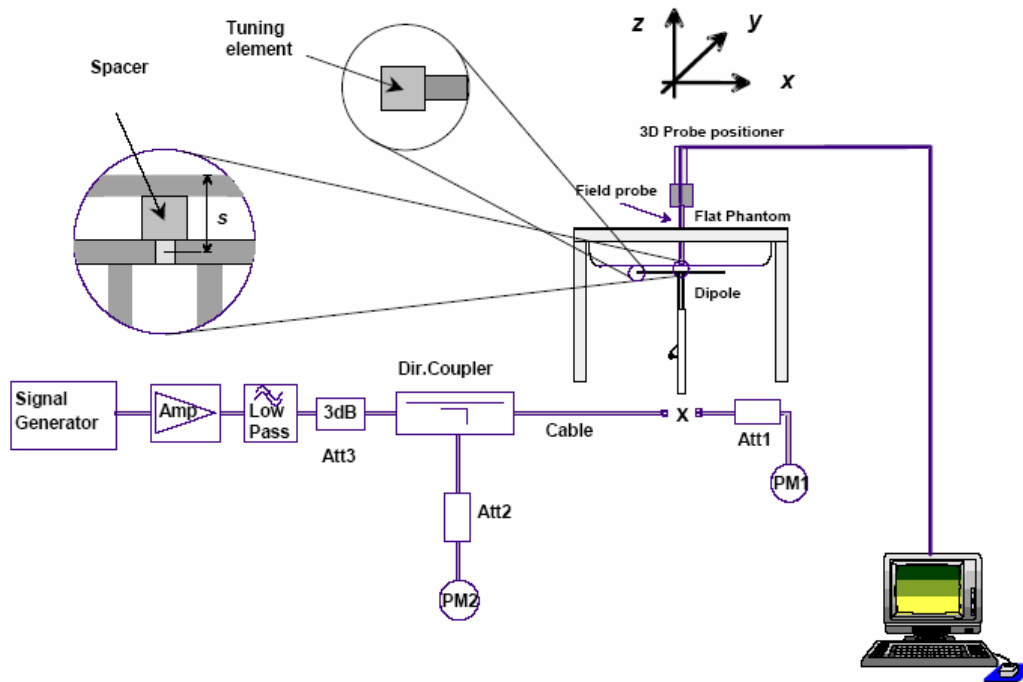 Tuning
element
Spacer
s
z
y
x
3D Probe positioner
Field probe
Flat Phantom
Dipole
Dir.Coupler
Signal
Generator
Amp
Low
Pass
3dB
Att3
Cable
X
Att1
PM1
Att2
PM2